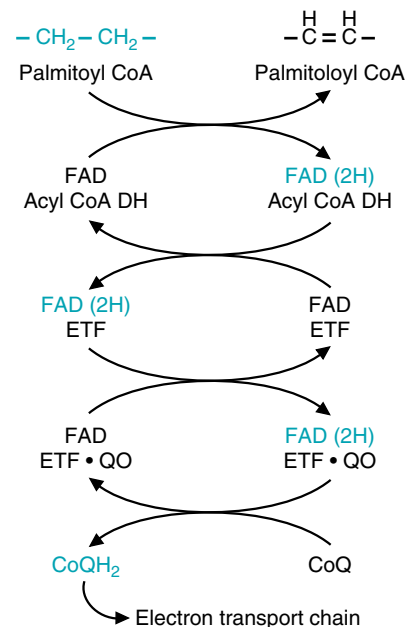 – CH₂ – CH₂ –
H H
– C = C –
Palmitoyl CoA
Palmitoloyl CoA
FAD
Acyl CoA DH
FAD (2H)
Acyl CoA DH
FAD (2H)
ETF
FAD
ETF
FAD
ETF • QO
FAD (2H)
ETF • QO
CoQH₂
CoQ
Electron transport chain